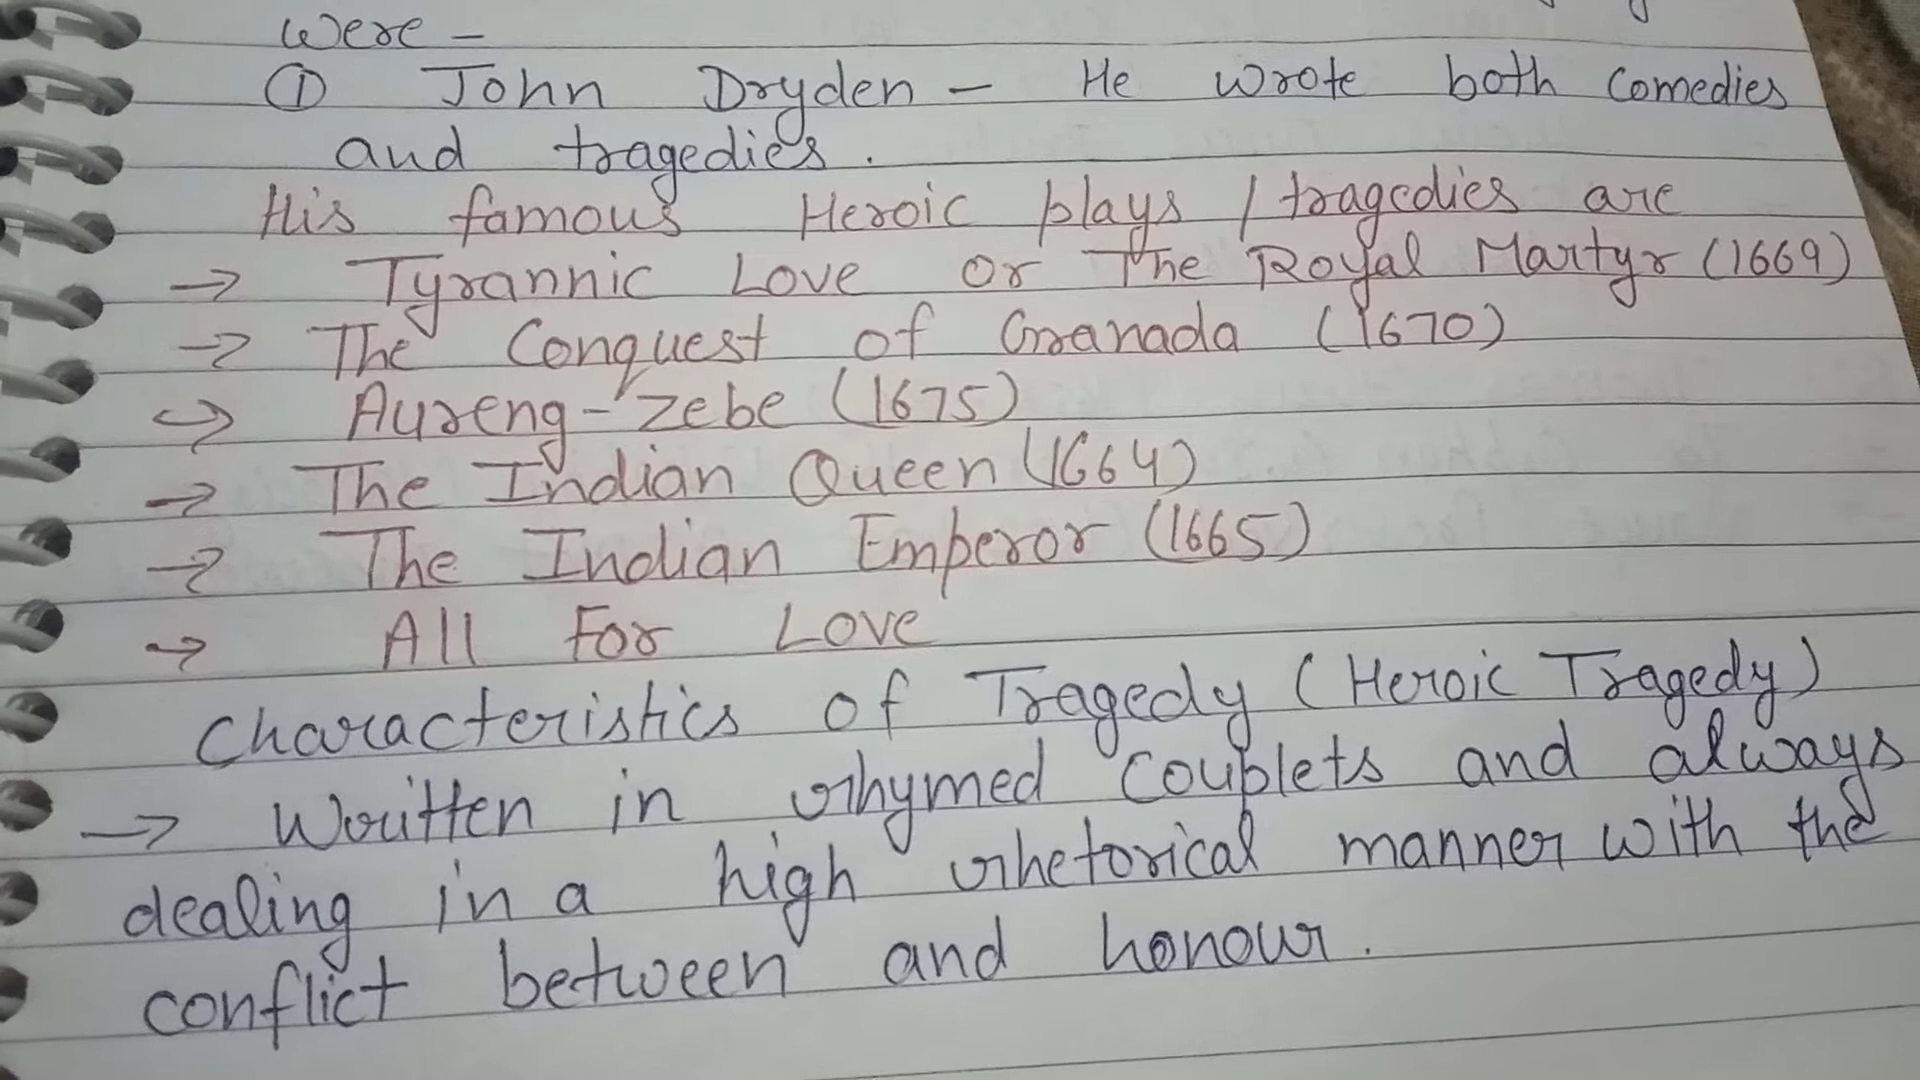 were -
① John Dryden - He wrote both comedies
and tragedies.
His famous Heroic plays / tragedies are
→ Tyrannic Love or The Royal Martyr (1669)
→ The Conquest of Granada (1670)
→ Aureng-Zebe (1675)
→ The Indian Queen (1664)
→ The Indian Emperor (1665)
→ All For Love
Characteristics of Tragedy (Heroic Tragedy)
→ Written in rhymed couplets and always
dealing in a high rhetorical manner with the
conflict between and honour.